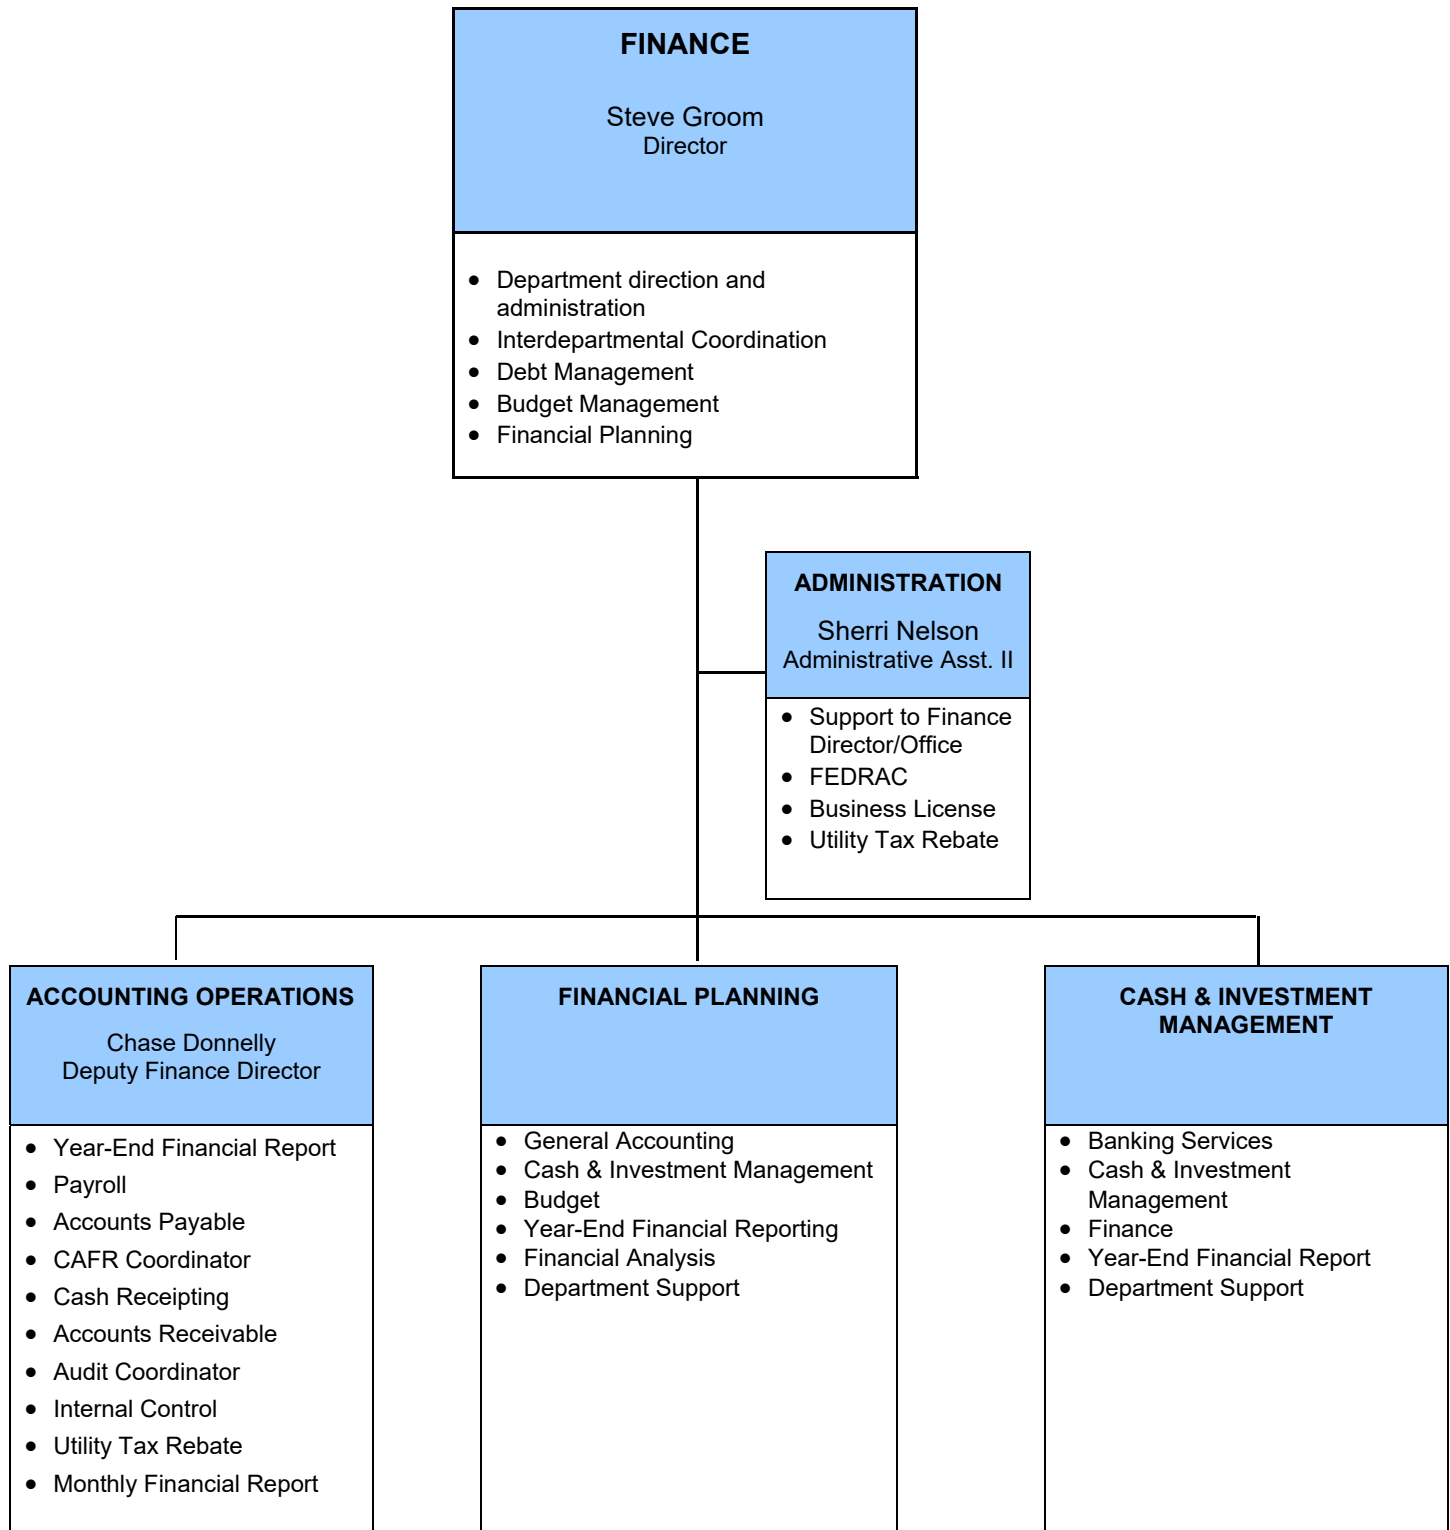 FINANCE
Steve Groom
Director
• Department direction and
administration
• Interdepartmental Coordination
• Debt Management
• Budget Management
• Financial Planning
ADMINISTRATION
Sherri Nelson
Administrative Asst. II
• Support to Finance
Director/Office
• FEDRAC
• Business License
• Utility Tax Rebate
ACCOUNTING OPERATIONS
Chase Donnelly
Deputy Finance Director
• Year-End Financial Report
• Payroll
• Accounts Payable
• CAFR Coordinator
• Cash Receipting
• Accounts Receivable
• Audit Coordinator
• Internal Control
• Utility Tax Rebate
• Monthly Financial Report
FINANCIAL PLANNING
• General Accounting
• Cash & Investment Management
• Budget
• Year-End Financial Reporting
• Financial Analysis
• Department Support
CASH & INVESTMENT
MANAGEMENT
• Banking Services
• Cash & Investment
Management
• Finance
• Year-End Financial Report
• Department Support